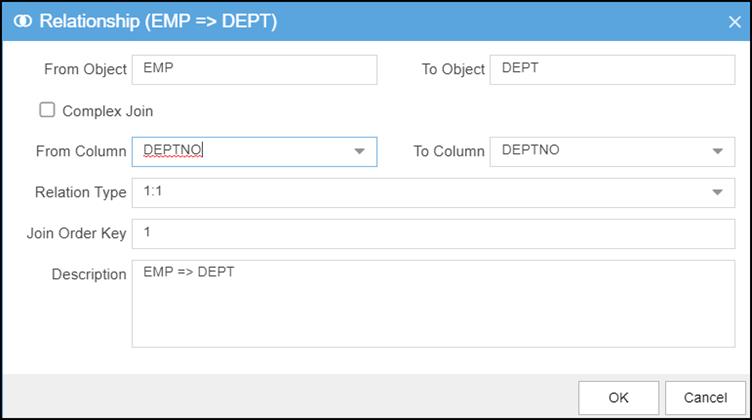 Relationship (EMP => DEPT)
From Object EMP To Object DEPT
Complex Join
From Column DEPTNO To Column DEPTNO
Relation Type 1:1
Join Order Key 1
Description EMP => DEPT
OK Cancel